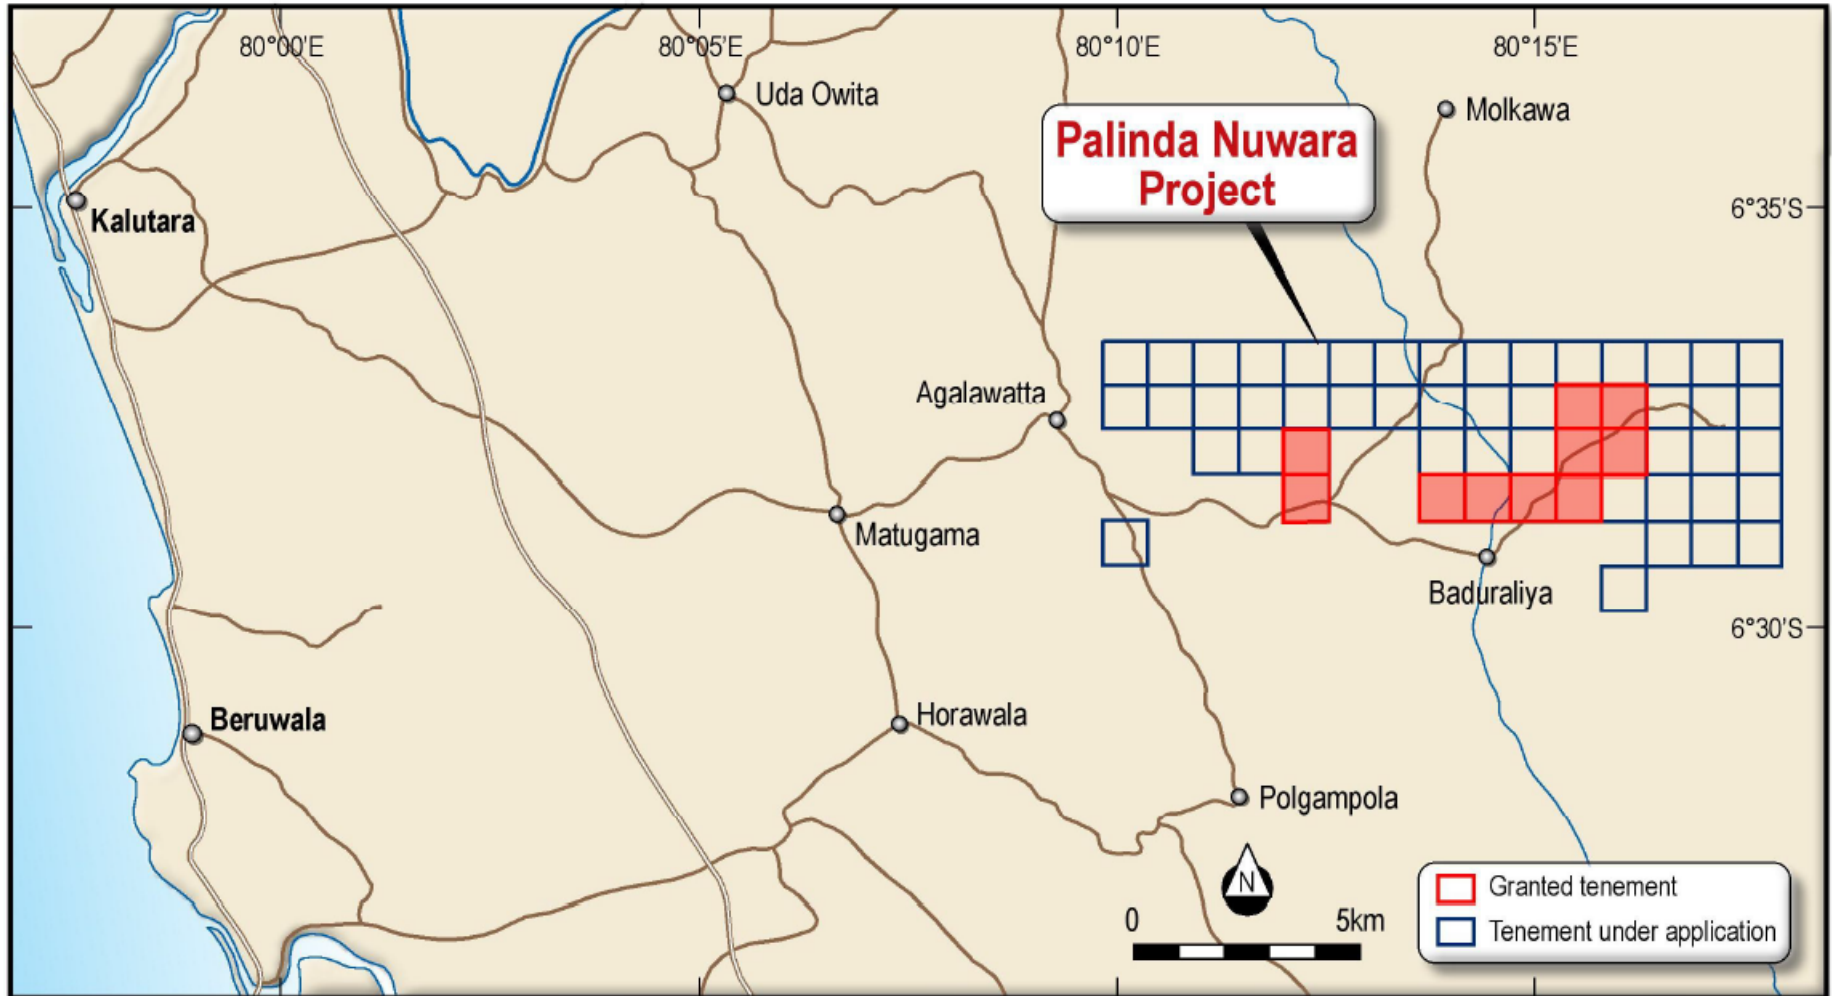 80°00'E
80°05'E
80°10'E
80°15'E
Uda Owita
Molkawa
Palinda Nuwara
Project
Kalutara
6°35'S
Agalawatta
Matugama
Baduraliya
6°30'S
Beruwala
Horawala
Polgampola
N
0
5km
Granted tenement
Tenement under application